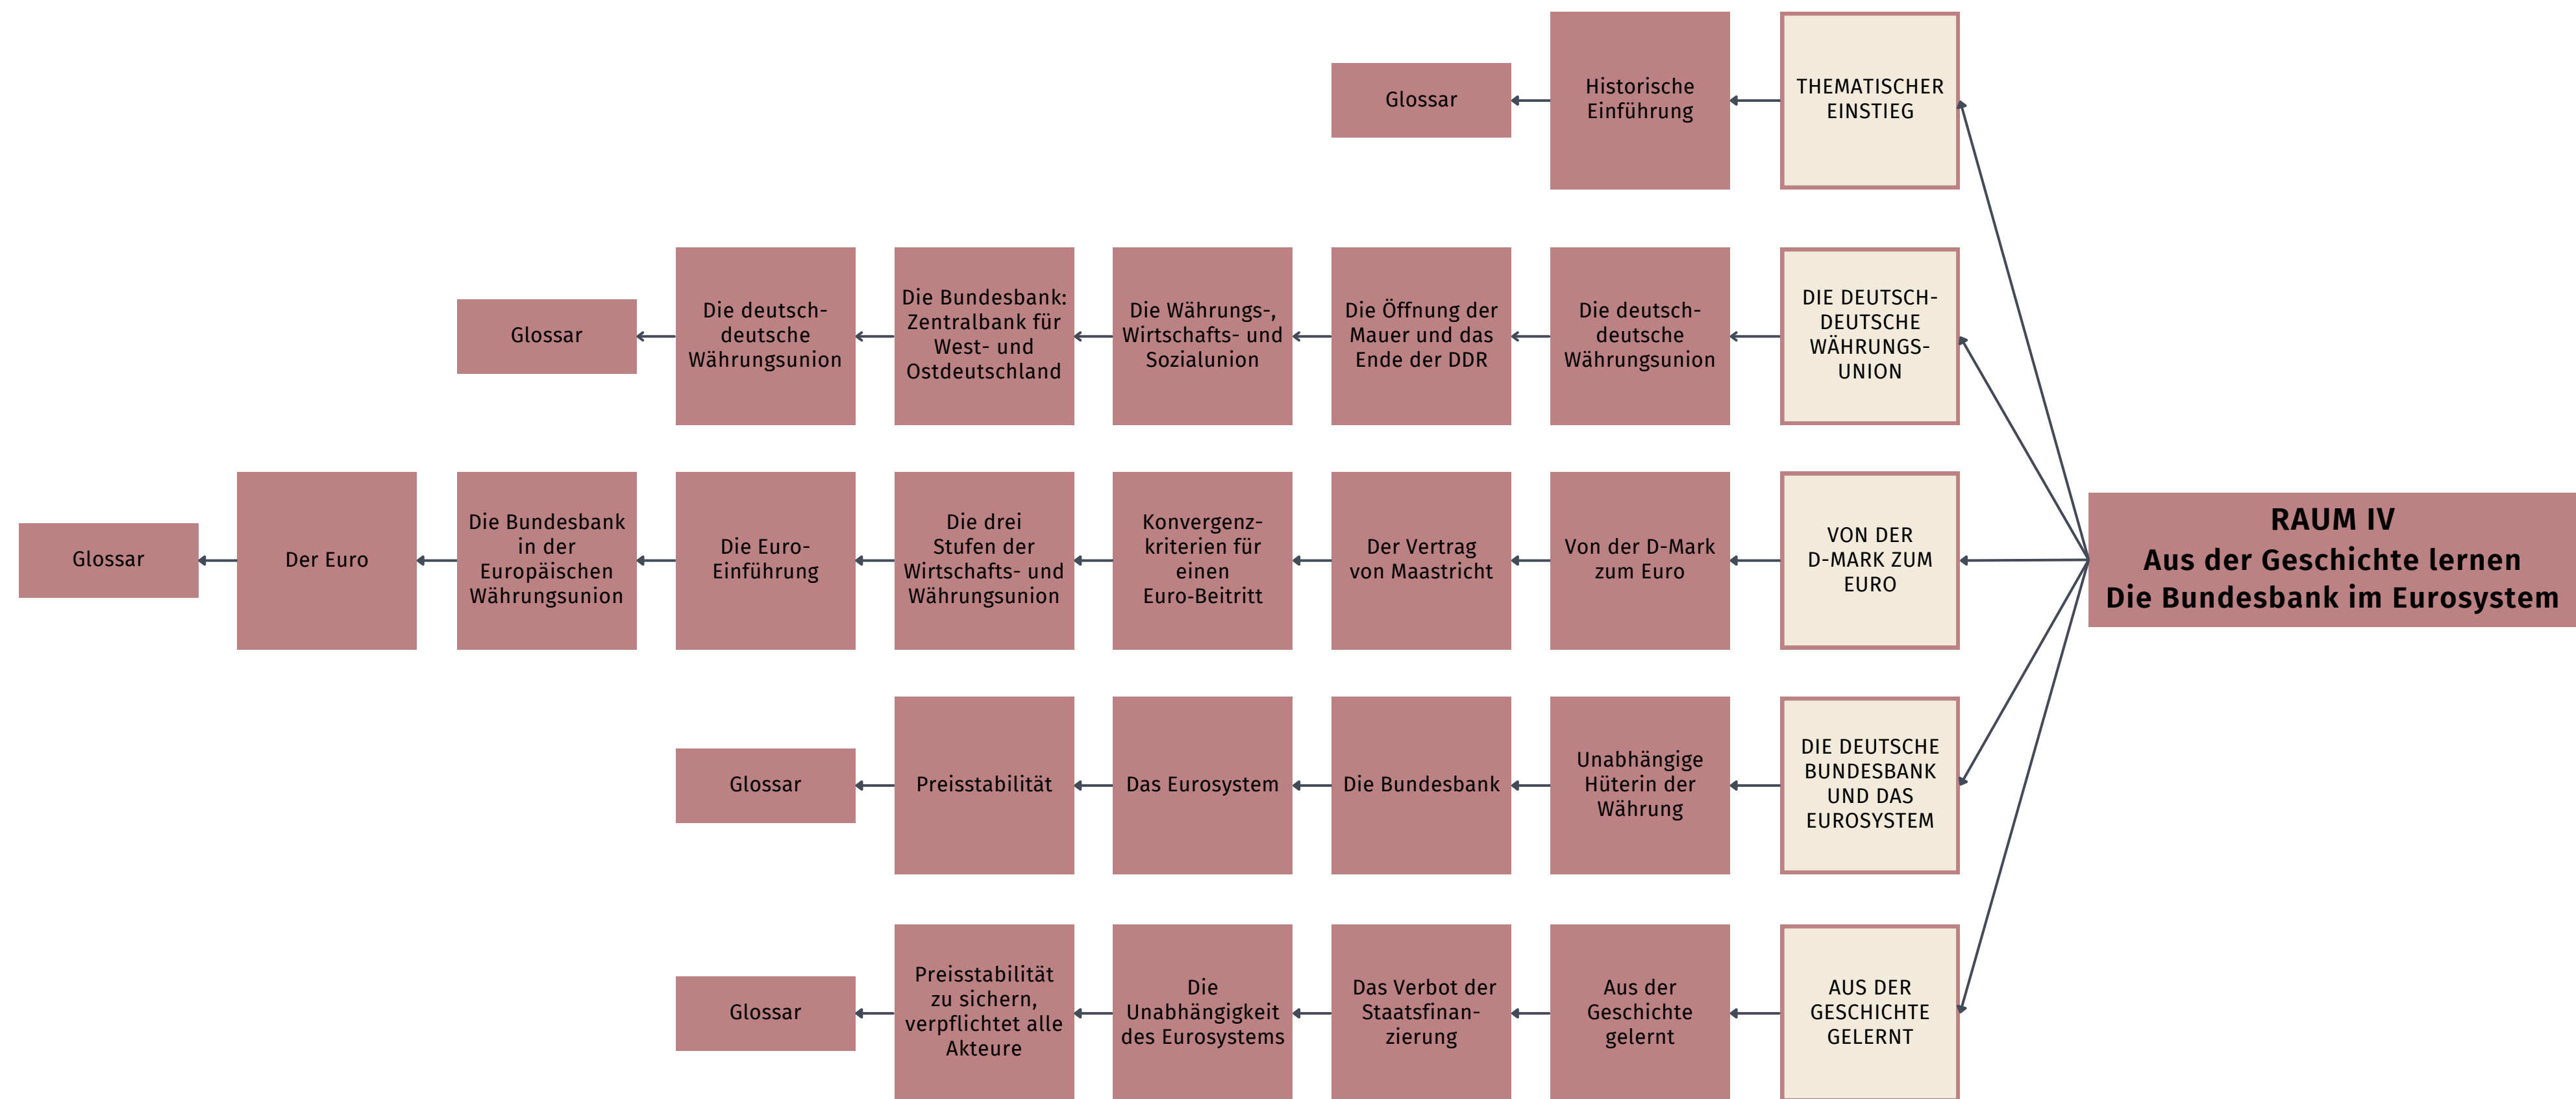 Glossar
Historische
Einführung
THEMATISCHER
EINSTIEG
Glossar
Die deutsch-
deutsche
Währungsunion
Die Bundesbank:
Zentralbank für
West- und
Ostdeutschland
Die Währungs-,
Wirtschafts- und
Sozialunion
Die Öffnung der
Mauer und das
Ende der DDR
Die deutsch-
deutsche
Währungsunion
DIE DEUTSCH-
DEUTSCHE
WÄHRUNGS-
UNION
Glossar
Der Euro
Die Bundesbank
in der
Europäischen
Währungsunion
Die Euro-
Einführung
Die drei
Stufen der
Wirtschafts- und
Währungsunion
Konvergenz-
kriterien für
einen
Euro-Beitritt
Der Vertrag
von Maastricht
Von der D-Mark
zum Euro
VON DER
D-MARK ZUM
EURO
RAUM IV
Aus der Geschichte lernen
Die Bundesbank im Eurosystem
Glossar
Preisstabilität
Das Eurosystem
Die Bundesbank
Unabhängige
Hüterin der
Währung
DIE DEUTSCHE
BUNDESBANK
UND DAS
EUROSYSTEM
Glossar
Preisstabilität
zu sichern,
verpflichtet alle
Akteure
Die
Unabhängigkeit
des Eurosystems
Das Verbot der
Staatsfinan-
zierung
Aus der
Geschichte
gelernt
AUS DER
GESCHICHTE
GELERNT